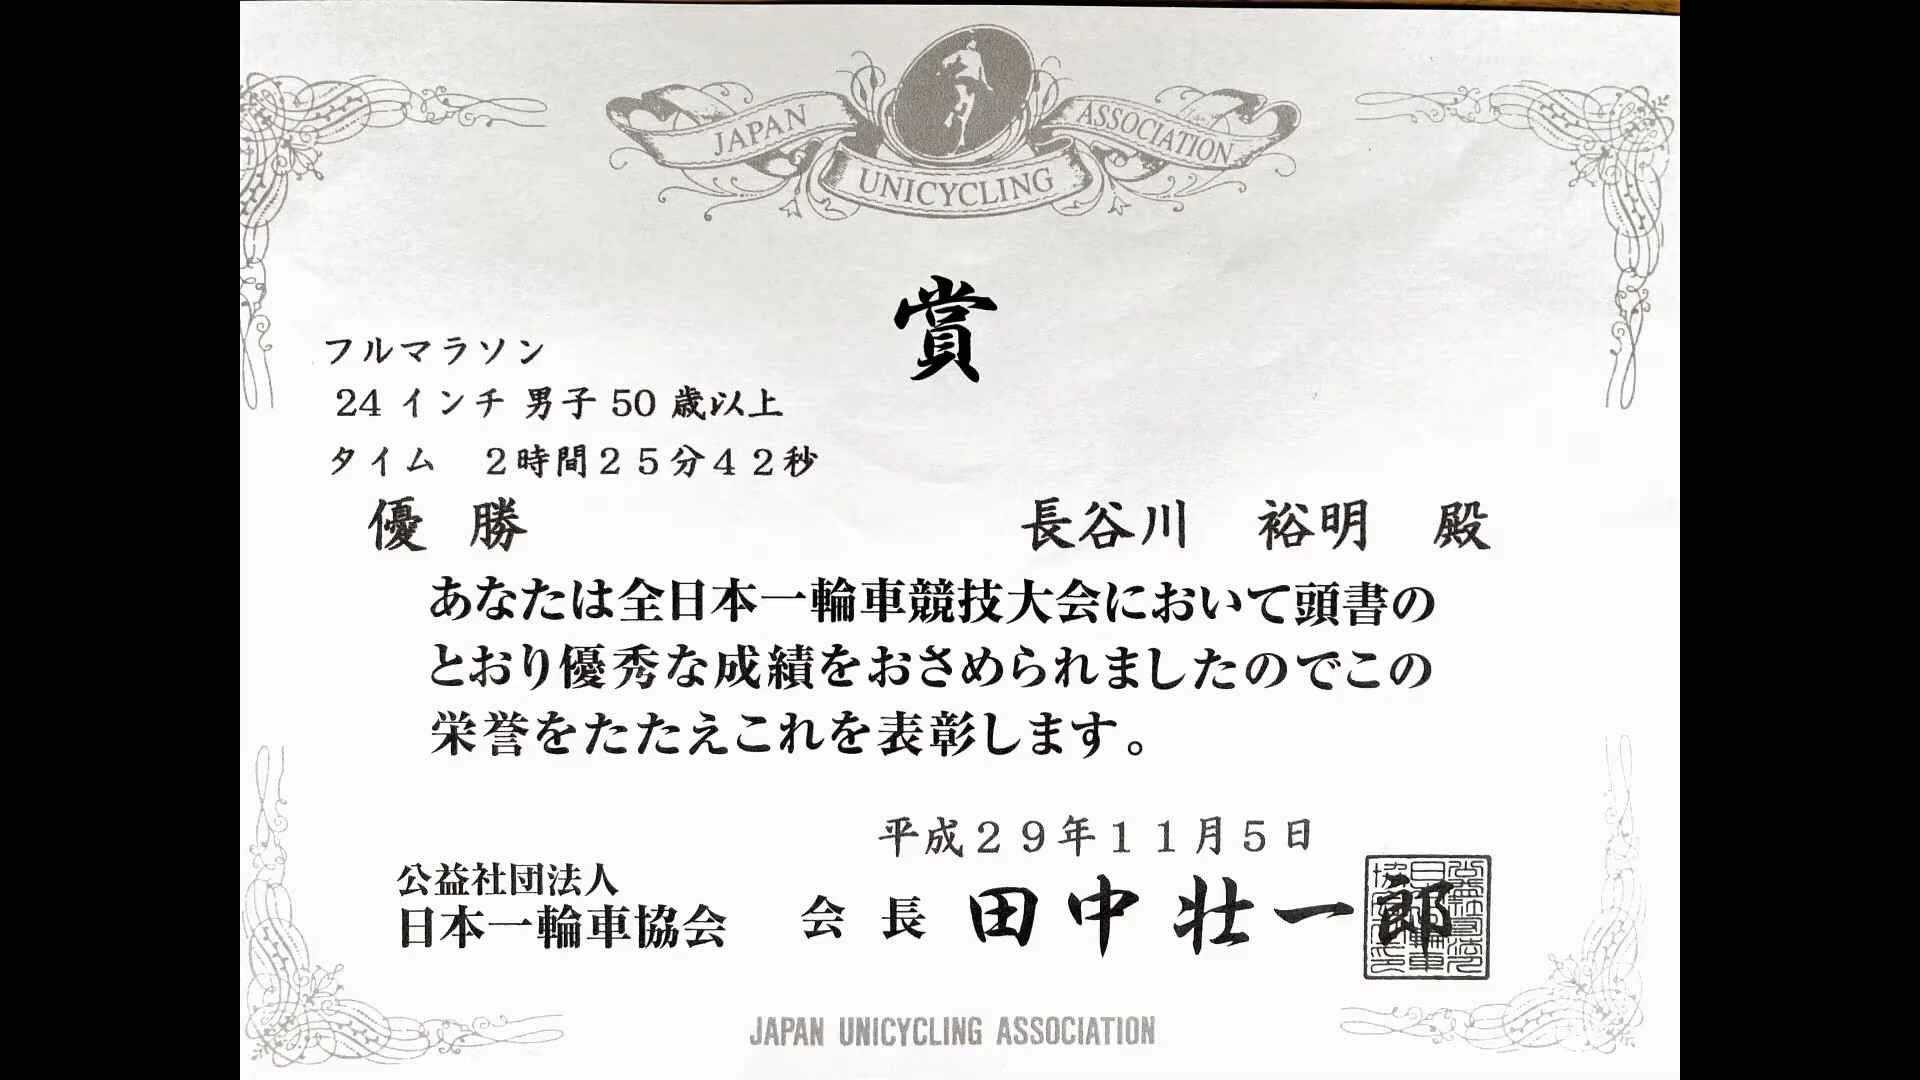 JAPAN UNICYCLING ASSOCIATION
賞
フルマラソン
24 インチ 男子 50 歳以上
タイム　２時間２５分４２秒
優 勝　長谷川　裕明　殿
あなたは全日本一輪車競技大会において頭書の
とおり優秀な成績をおさめられましたのでこの
栄誉をたたえこれを表彰します。
平成２９年１１月５日
公益社団法人
日本一輪車協会　会 長　田中 壮一郎
JAPAN UNICYCLING ASSOCIATION